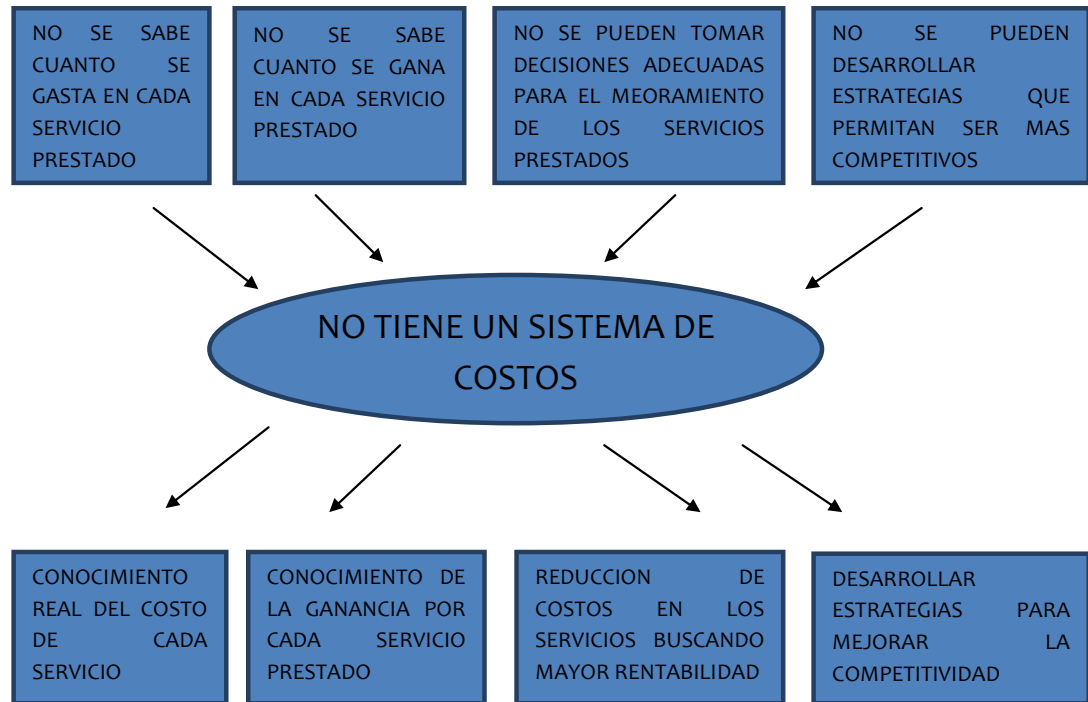 NO SE SABE
CUANTO SE
GASTA EN CADA
SERVICIO
PRESTADO
NO SE SABE
CUANTO SE GANA
EN CADA SERVICIO
PRESTADO
NO SE PUEDEN TOMAR
DECISIONES ADECUADAS
PARA EL MEORAMIENTO
DE LOS SERVICIOS
PRESTADOS
NO SE PUEDEN
DESARROLLAR
ESTRATEGIAS QUE
PERMITAN SER MAS
COMPETITIVOS
NO TIENE UN SISTEMA DE
COSTOS
CONOCIMIENTO
REAL DEL COSTO
DE CADA
SERVICIO
CONOCIMIENTO DE
LA GANANCIA POR
CADA SERVICIO
PRESTADO
REDUCCION DE
COSTOS EN LOS
SERVICIOS BUSCANDO
MAYOR RENTABILIDAD
DESARROLLAR
ESTRATEGIAS PARA
MEJORAR LA
COMPETITIVIDAD